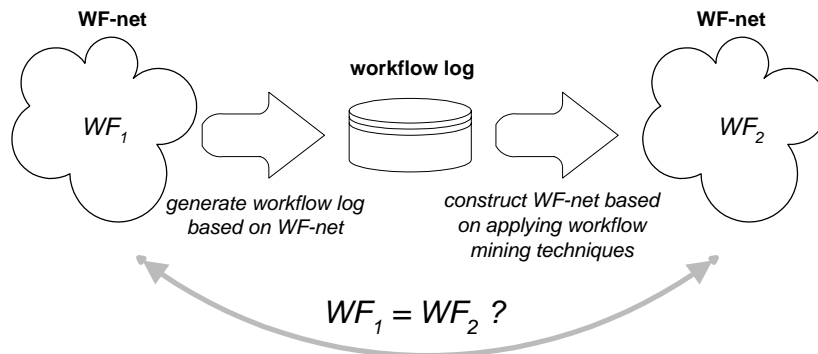 WF-net
WF-net
workflow log
WF1
WF2
generate workflow log
based on WF-net
construct WF-net based
on applying workflow
mining techniques
WF1 = WF2 ?